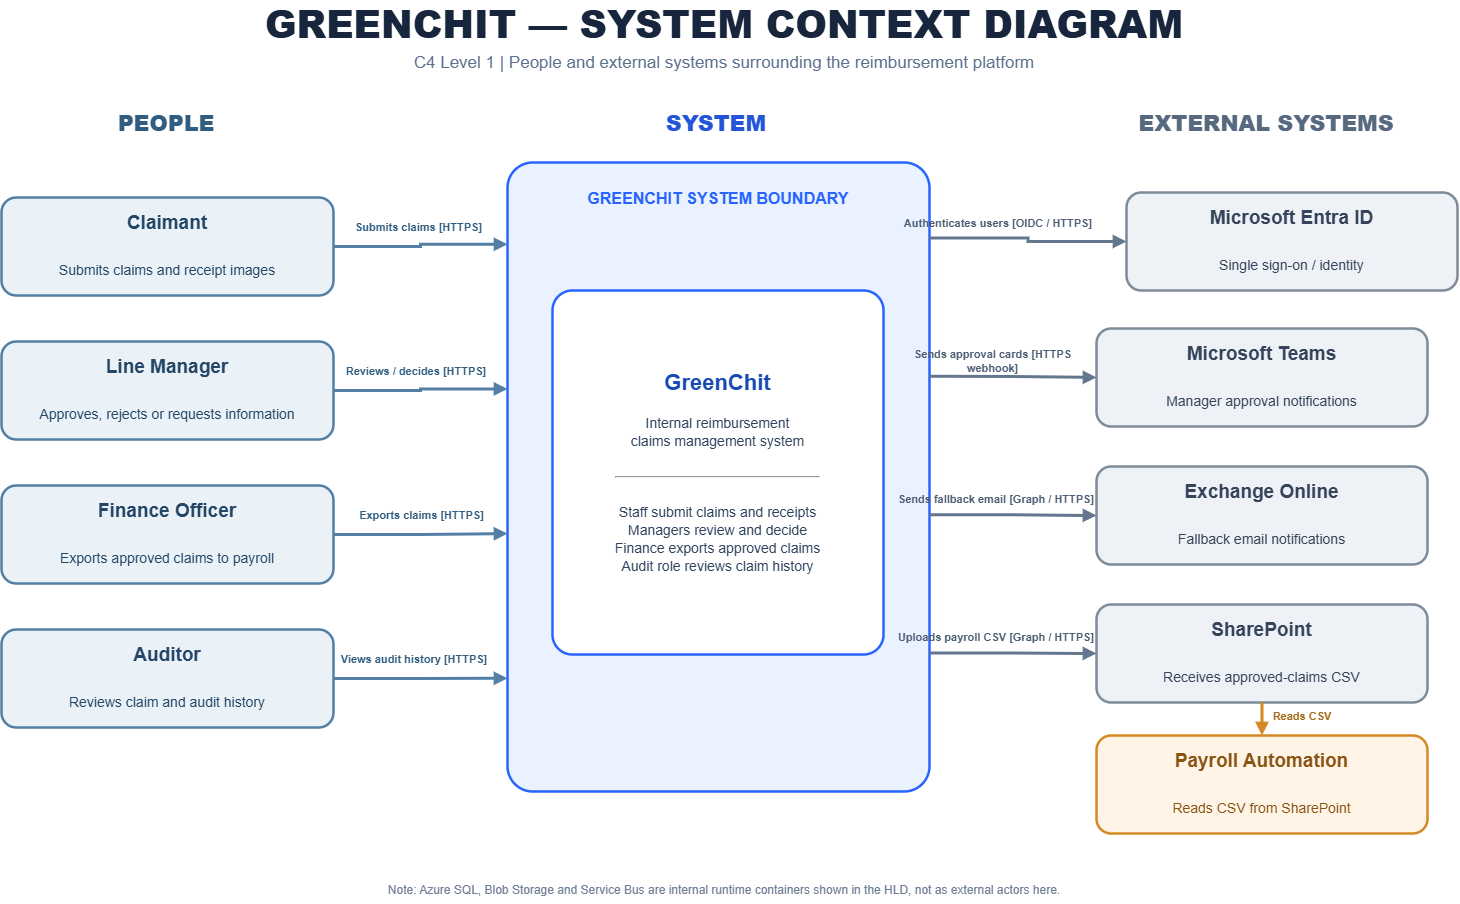 GREENCHIT — SYSTEM CONTEXT DIAGRAM
C4 Level 1 | People and external systems surrounding the reimbursement platform
PEOPLE
SYSTEM
EXTERNAL SYSTEMS
Claimant
Submits claims and receipt images
Line Manager
Approves, rejects or requests information
Finance Officer
Exports approved claims to payroll
Auditor
Reviews claim and audit history
Submits claims [HTTPS]
Reviews / decides [HTTPS]
Exports claims [HTTPS]
Views audit history [HTTPS]
GREENCHIT SYSTEM BOUNDARY
GreenChit
Internal reimbursement
claims management system
Staff submit claims and receipts
Managers review and decide
Finance exports approved claims
Audit role reviews claim history
Authenticates users [OIDC / HTTPS]
Sends approval cards [HTTPS
webhook]
Sends fallback email [Graph / HTTPS]
Uploads payroll CSV [Graph / HTTPS]
Microsoft Entra ID
Single sign-on / identity
Microsoft Teams
Manager approval notifications
Exchange Online
Fallback email notifications
SharePoint
Receives approved-claims CSV
Reads CSV
Payroll Automation
Reads CSV from SharePoint
Note: Azure SQL, Blob Storage and Service Bus are internal runtime containers shown in the HLD, not as external actors here.